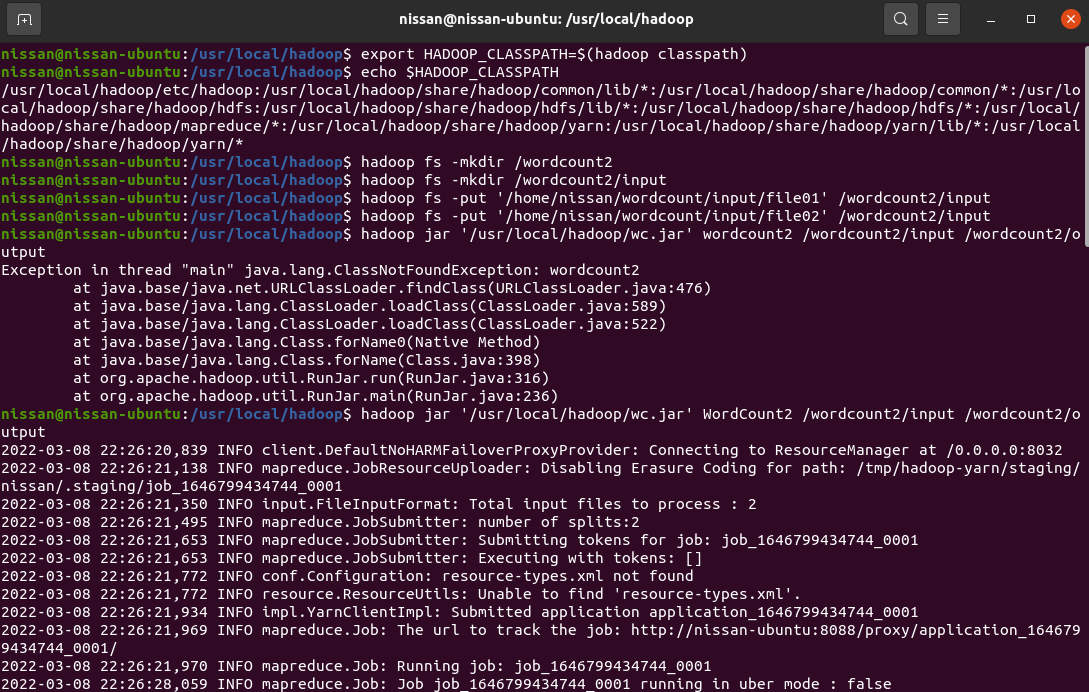 nissan@nissan-ubuntu: /usr/local/hadoop
nissan@nissan-ubuntu:/usr/local/hadoop$ export HADOOP_CLASSPATH=$(hadoop classpath)
nissan@nissan-ubuntu:/usr/local/hadoop$ echo $HADOOP_CLASSPATH
/usr/local/hadoop/etc/hadoop:/usr/local/hadoop/share/hadoop/common/lib/*:/usr/local/hadoop/share/hadoop/common/*:/usr/lo
cal/hadoop/share/hadoop/hdfs:/usr/local/hadoop/share/hadoop/hdfs/lib/*:/usr/local/hadoop/share/hadoop/hdfs/*:/usr/local/
hadoop/share/hadoop/mapreduce/*:/usr/local/hadoop/share/hadoop/yarn:/usr/local/hadoop/share/hadoop/yarn/lib/*:/usr/local
/hadoop/share/hadoop/yarn/*
nissan@nissan-ubuntu:/usr/local/hadoop$ hadoop fs -mkdir /wordcount2
nissan@nissan-ubuntu:/usr/local/hadoop$ hadoop fs -mkdir /wordcount2/input
nissan@nissan-ubuntu:/usr/local/hadoop$ hadoop fs -put '/home/nissan/wordcount/input/file01' /wordcount2/input
nissan@nissan-ubuntu:/usr/local/hadoop$ hadoop fs -put '/home/nissan/wordcount/input/file02' /wordcount2/input
nissan@nissan-ubuntu:/usr/local/hadoop$ hadoop jar '/usr/local/hadoop/wc.jar' wordcount2 /wordcount2/input /wordcount2/o
utput
Exception in thread "main" java.lang.ClassNotFoundException: wordcount2
        at java.base/java.net.URLClassLoader.findClass(URLClassLoader.java:476)
        at java.base/java.lang.ClassLoader.loadClass(ClassLoader.java:589)
        at java.base/java.lang.ClassLoader.loadClass(ClassLoader.java:522)
        at java.base/java.lang.Class.forName0(Native Method)
        at java.base/java.lang.Class.forName(Class.java:398)
        at org.apache.hadoop.util.RunJar.run(RunJar.java:316)
        at org.apache.hadoop.util.RunJar.main(RunJar.java:236)
nissan@nissan-ubuntu:/usr/local/hadoop$ hadoop jar '/usr/local/hadoop/wc.jar' WordCount2 /wordcount2/input /wordcount2/o
utput
2022-03-08 22:26:20,839 INFO client.DefaultNoHARMFailoverProxyProvider: Connecting to ResourceManager at /0.0.0.0:8032
2022-03-08 22:26:21,138 INFO mapreduce.JobResourceUploader: Disabling Erasure Coding for path: /tmp/hadoop-yarn/staging/
nissan/.staging/job_1646799434744_0001
2022-03-08 22:26:21,350 INFO input.FileInputFormat: Total input files to process : 2
2022-03-08 22:26:21,495 INFO mapreduce.JobSubmitter: number of splits:2
2022-03-08 22:26:21,653 INFO mapreduce.JobSubmitter: Submitting tokens for job: job_1646799434744_0001
2022-03-08 22:26:21,653 INFO mapreduce.JobSubmitter: Executing with tokens: []
2022-03-08 22:26:21,772 INFO conf.Configuration: resource-types.xml not found
2022-03-08 22:26:21,772 INFO resource.ResourceUtils: Unable to find 'resource-types.xml'.
2022-03-08 22:26:21,934 INFO impl.YarnClientImpl: Submitted application application_1646799434744_0001
2022-03-08 22:26:21,969 INFO mapreduce.Job: The url to track the job: http://nissan-ubuntu:8088/proxy/application_164679
9434744_0001/
2022-03-08 22:26:21,970 INFO mapreduce.Job: Running job: job_1646799434744_0001
2022-03-08 22:26:28,059 INFO mapreduce.Job: Job job_1646799434744_0001 running in uber mode : false